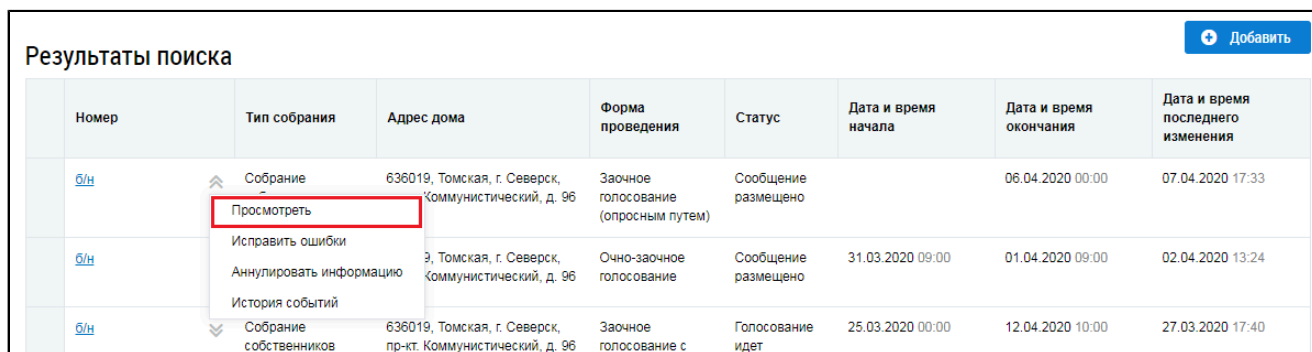 Добавить
Результаты поиска
Номер
Тип собрания
Адрес дома
Форма
проведения
Статус
Дата и время
начала
Дата и время
окончания
Дата и время
последнего
изменения
б/н
Собрание
636019, Томская, г. Северск,
Коммунистический, д. 96
Заочное
голосование
(опросным путем)
Сообщение
размещено
06.04.2020 00:00
07.04.2020 17:33
Просмотреть
Исправить ошибки
Аннулировать информацию
История событий
б/н
Северск,
Коммунистический, д. 96
Очно-заочное
голосование
Сообщение
размещено
31.03.2020 09:00
01.04.2020 09:00
02.04.2020 13:24
б/н
Собрание
собственников
636019, Томская, г. Северск,
пр-кт. Коммунистический, д. 96
Заочное
голосование с
Голосование
идет
25.03.2020 00:00
12.04.2020 10:00
27.03.2020 17:40